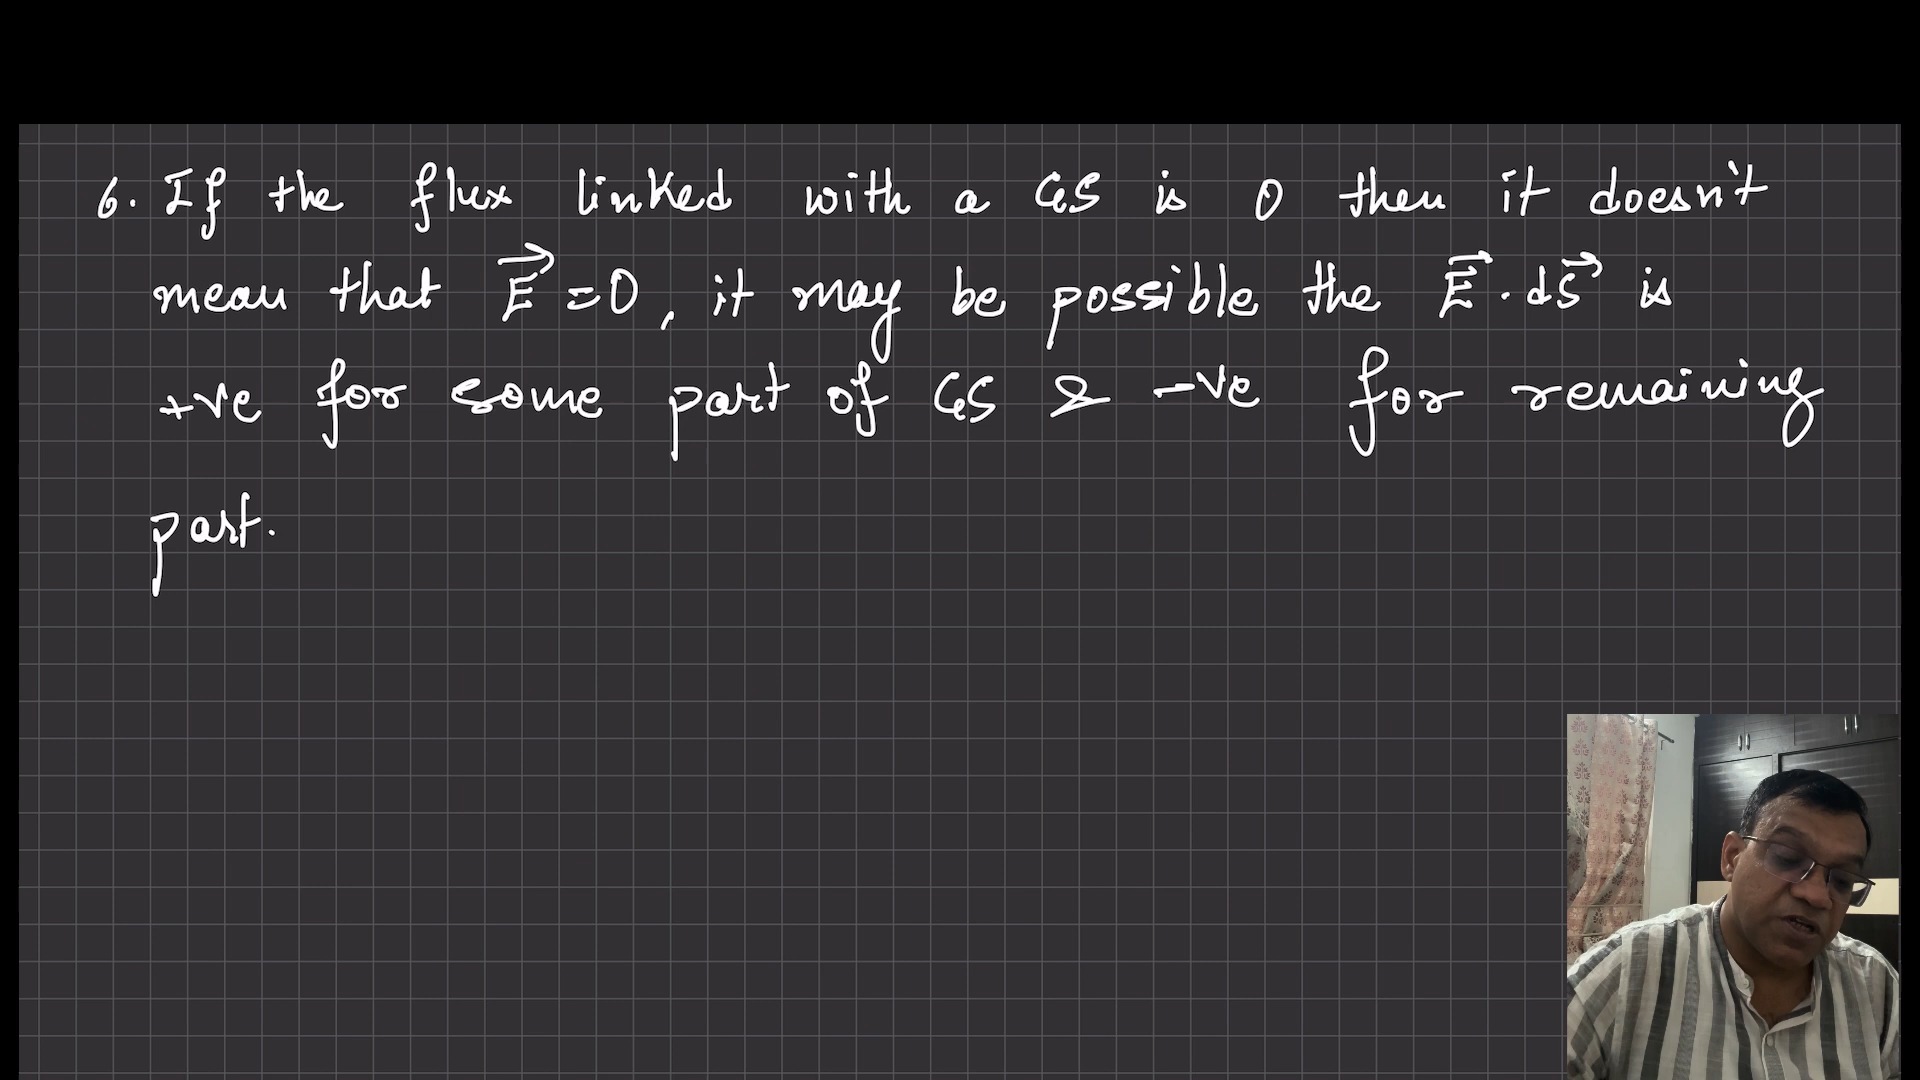 6. If the flux linked with a GS is 0 then it doesn't
mean that E⃗ = 0, it may be possible the E⃗ . dS⃗ is
+ve for some part of GS & -ve for remaining
part.